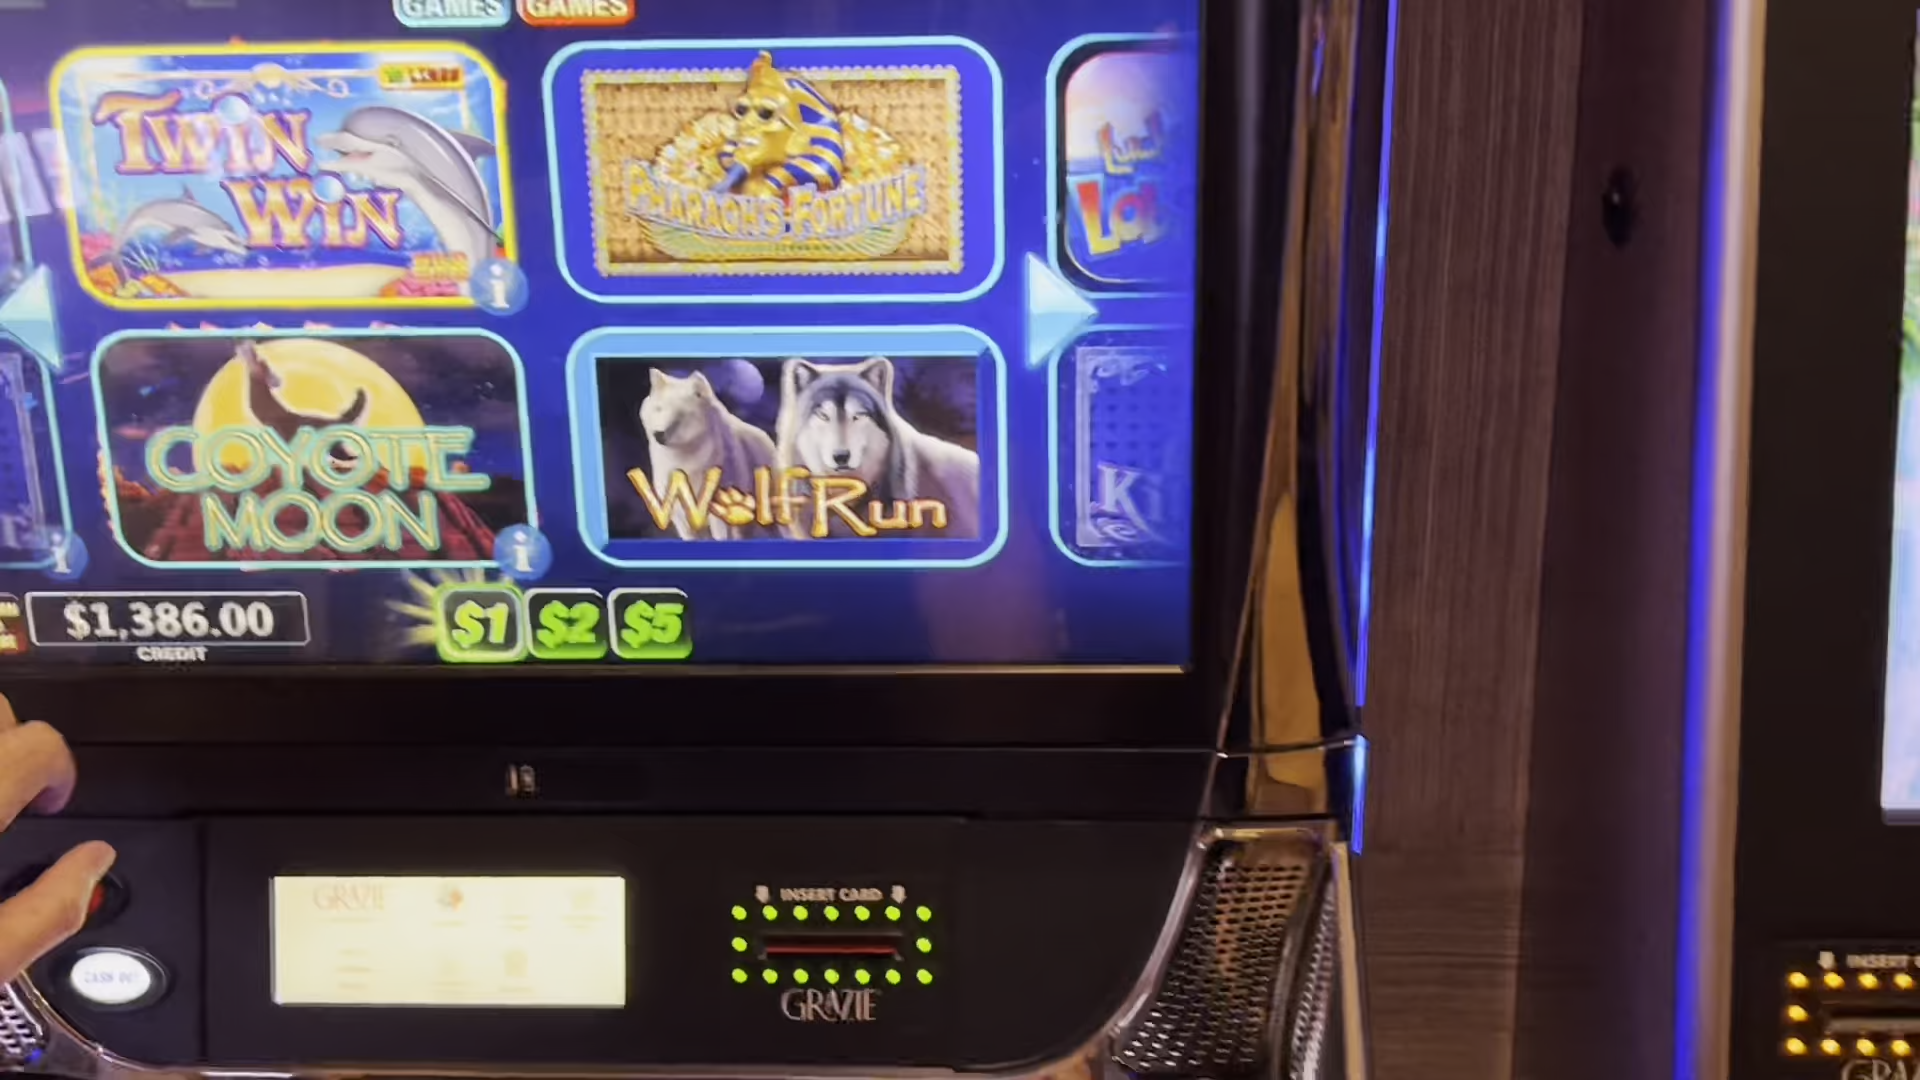 GAMES GAMES
TWIN
WIN
PHARAOH'S FORTUNE
COYOTE
MOON
Wolf Run
$1,386.00
CREDIT
$1 $2 $5
GRAZIE
INSERT CARD
CASH OUT
GRAZIE
INSERT